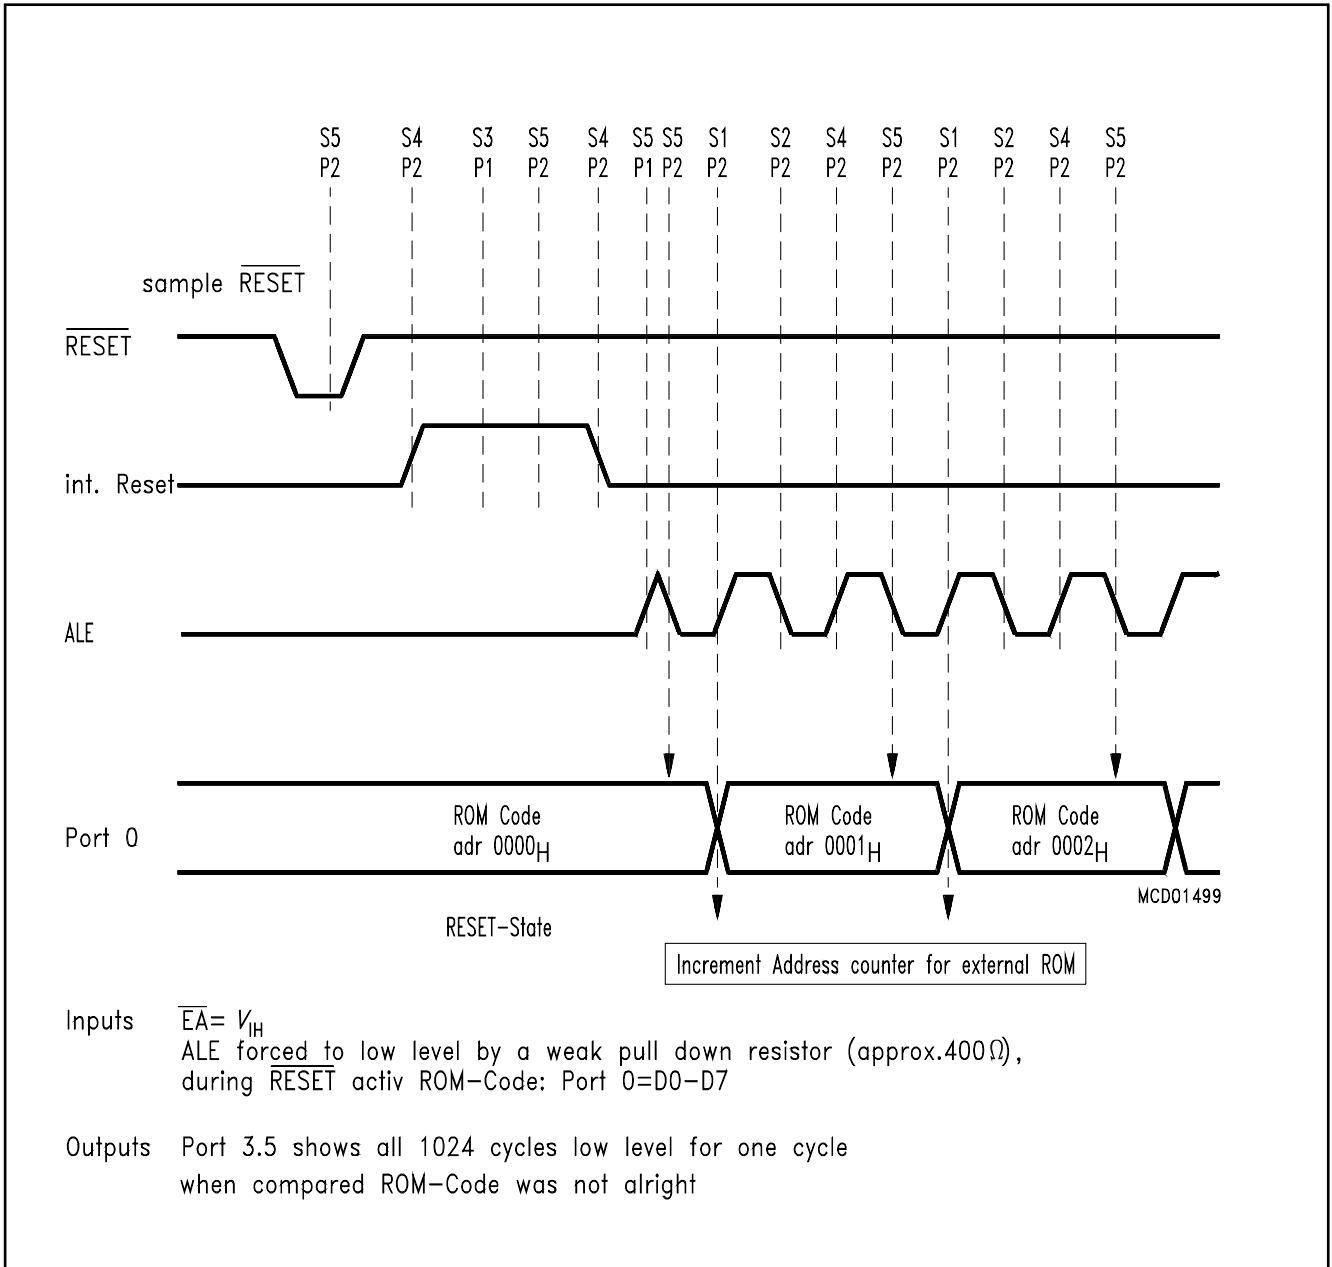 S5 S4 S3 S5 S4 S5 S5 S1 S2 S4 S5 S1 S2 S4 S5
P2 P2 P1 P2 P2 P1 P2 P2 P2 P2 P2 P2 P2 P2 P2
sample RESET
RESET
int. Reset
ALE
Port 0
ROM Code
adr 0000H
ROM Code
adr 0001H
ROM Code
adr 0002H
MCD01499
RESET-State
Increment Address counter for external ROM
Inputs EA= VIH
ALE forced to low level by a weak pull down resistor (approx.400Ω),
during RESET activ ROM-Code: Port 0=D0-D7
Outputs Port 3.5 shows all 1024 cycles low level for one cycle
when compared ROM-Code was not alright